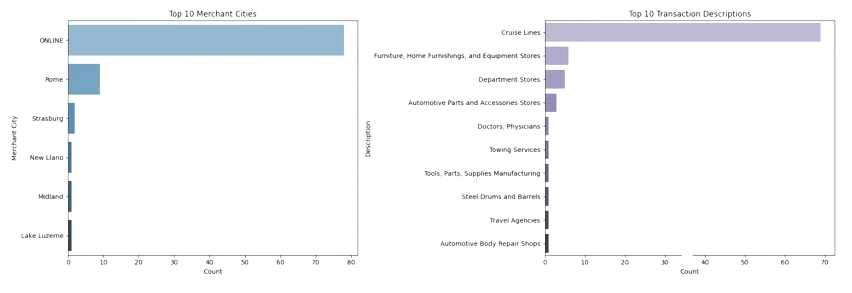 Top 10 Merchant Cities
Merchant City
ONLINE
Rome
Strasburg
New Llano
Midland
Lake Luzerne
0 10 20 30 40 50 60 70 80
Count
Top 10 Transaction Descriptions
Description
Cruise Lines
Furniture, Home Furnishings, and Equipment Stores
Department Stores
Automotive Parts and Accessories Stores
Doctors, Physicians
Towing Services
Tools, Parts, Supplies Manufacturing
Steel Drums and Barrels
Travel Agencies
Automotive Body Repair Shops
0 10 20 30 40 50 60 70
Count